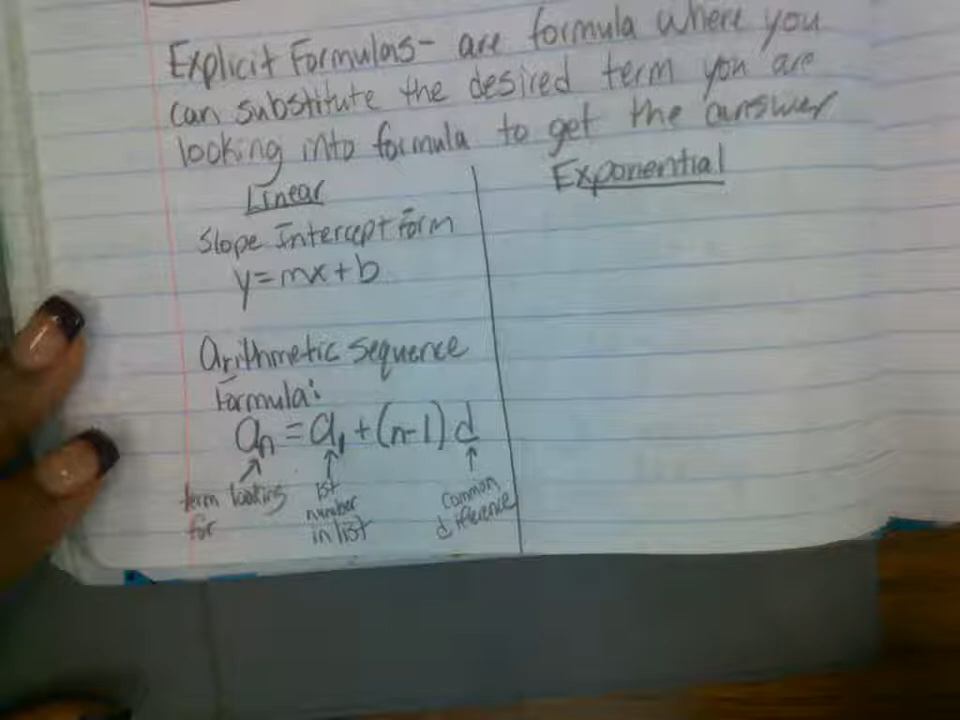 Explicit Formulas- are formula where you
can substitute the desired term you are
looking into formula to get the answer
Linear
Slope Intercept Form
y=mx+b
Arithmetic Sequence
Formula:
an = a1 + (n-1) d
term looking
for
1st
number
in list
common
difference
Exponential